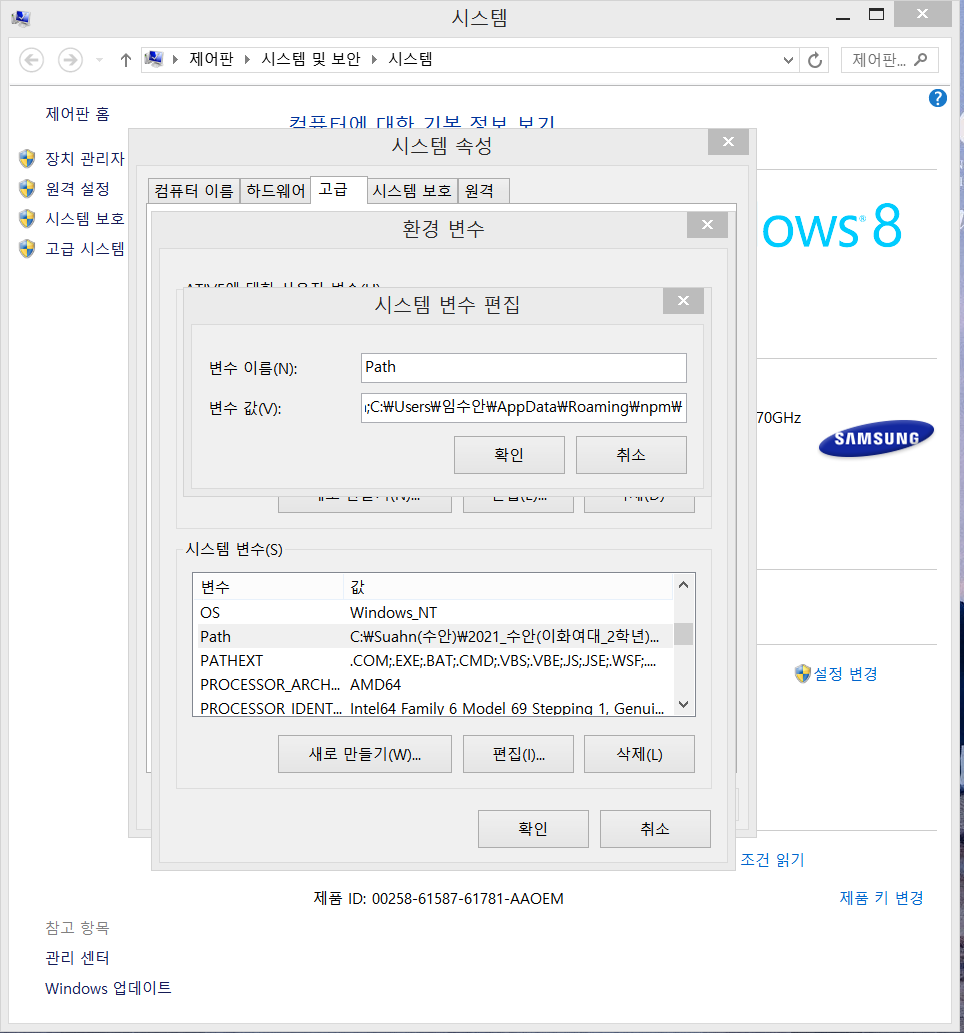 시스템
제어판 시스템 및 보안 시스템
제어판...
제어판 홈
컴퓨터에 대한 기본 정보 보기
장치 관리자
원격 설정
시스템 보호
고급 시스템
시스템 속성
컴퓨터 이름 하드웨어 고급 시스템 보호 원격
ows® 8
환경 변수
ATIV5에 대한 사용자 변수(U)
시스템 변수 편집
변수 이름(N): Path
변수 값(V): ;C:₩Users₩임수안₩AppData₩Roaming₩npm₩
확인 취소
새로 만들기(N)... 편집(E)... 삭제(D)
70GHz
SAMSUNG
시스템 변수(S)
변수 값
OS Windows_NT
Path C:₩Suahn(수안)₩2021_수안(이화여대_2학년)...
PATHEXT .COM;.EXE;.BAT;.CMD;.VBS;.VBE;.JS;.JSE;.WSF;....
PROCESSOR_ARCH... AMD64
PROCESSOR_IDENT... Intel64 Family 6 Model 69 Stepping 1, Genui...
설정 변경
새로 만들기(W)... 편집(I)... 삭제(L)
확인 취소
조건 읽기
제품 ID: 00258-61587-61781-AAOEM
제품 키 변경
참고 항목
관리 센터
Windows 업데이트